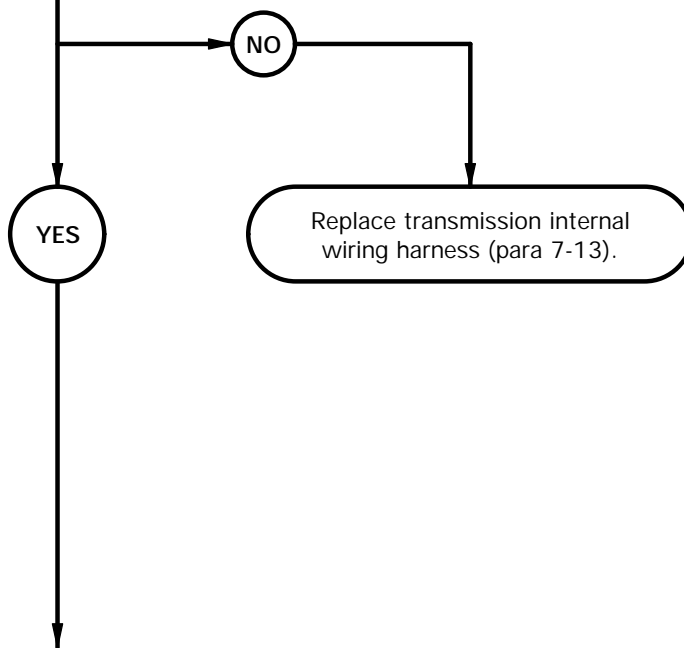 NO
YES
Replace transmission internal
wiring harness (para 7-13).